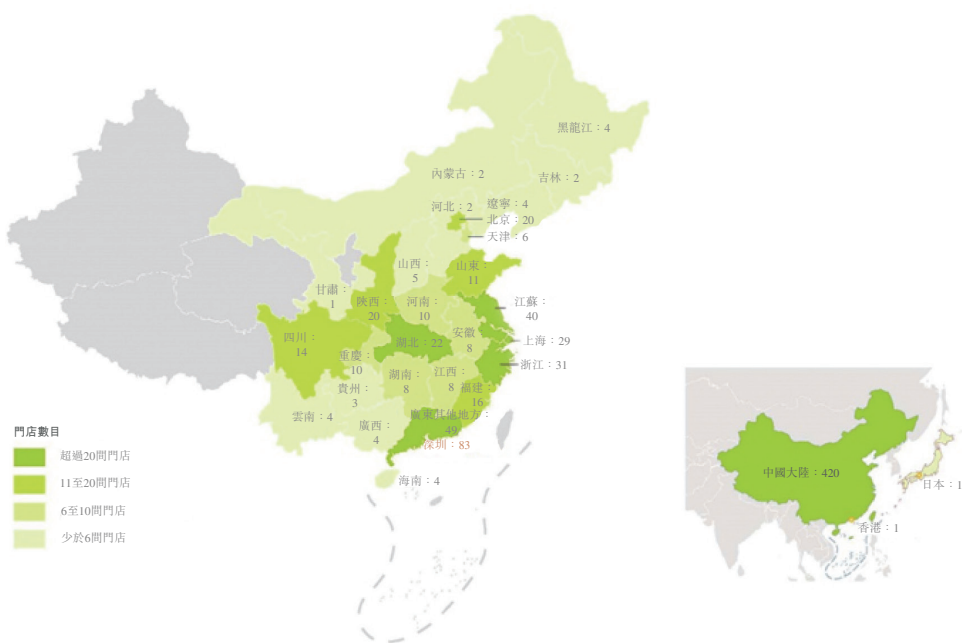 黑龍江：4
內蒙古：2
吉林：2
遼寧：4
河北：2
北京：20
天津：6
山西：
5
山東：
11
甘肅：
1
陝西：
20
河南：
10
江蘇：
40
四川：
14
重慶：
10
湖北：22
安徽：
8
上海：29
浙江：31
湖南：
8
江西：
8
福建：
16
貴州：
3
雲南：4
廣西：
4
廣東其他地方：
49
深圳：83
海南：4
門店數目
超過20間門店
11至20間門店
6至10間門店
少於6間門店
中國大陸：420
日本：1
香港：1